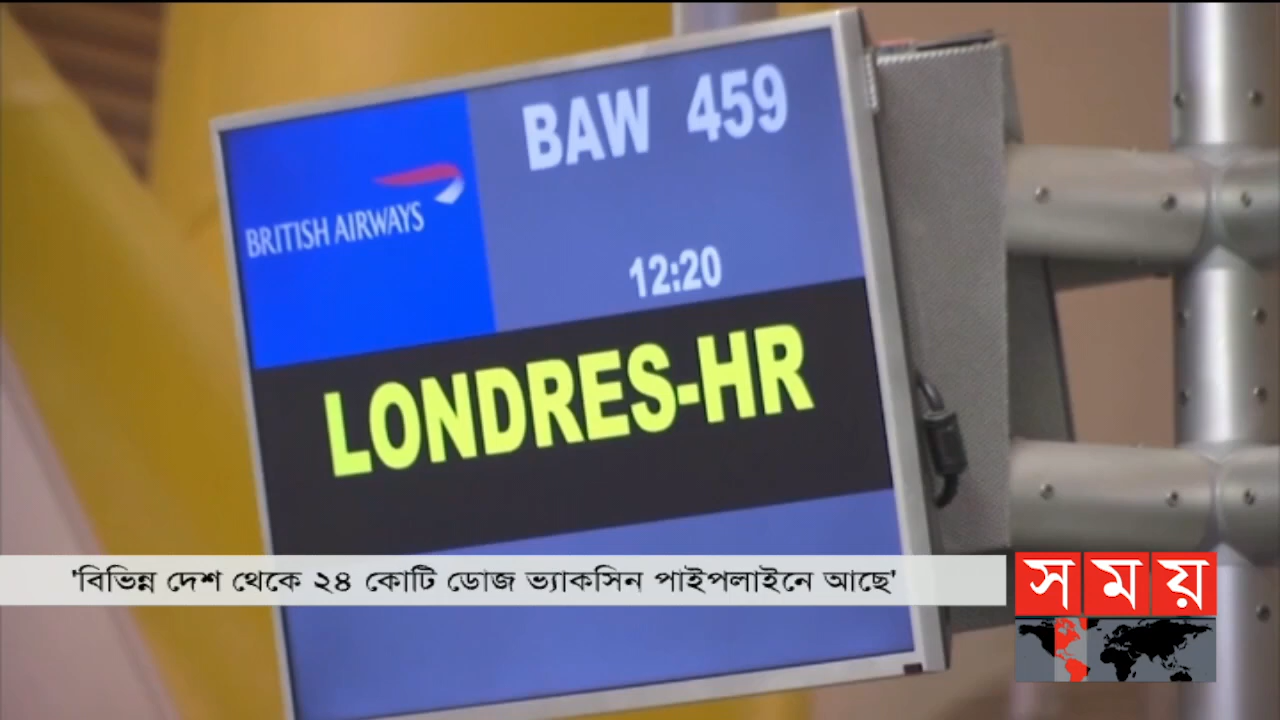 BAW 459
BRITISH AIRWAYS
12:20
LONDRES-HR
'বিভিন্ন দেশ থেকে ২৪ কোটি ডোজ ভ্যাকসিন পাইপলাইনে আছে'
সময়